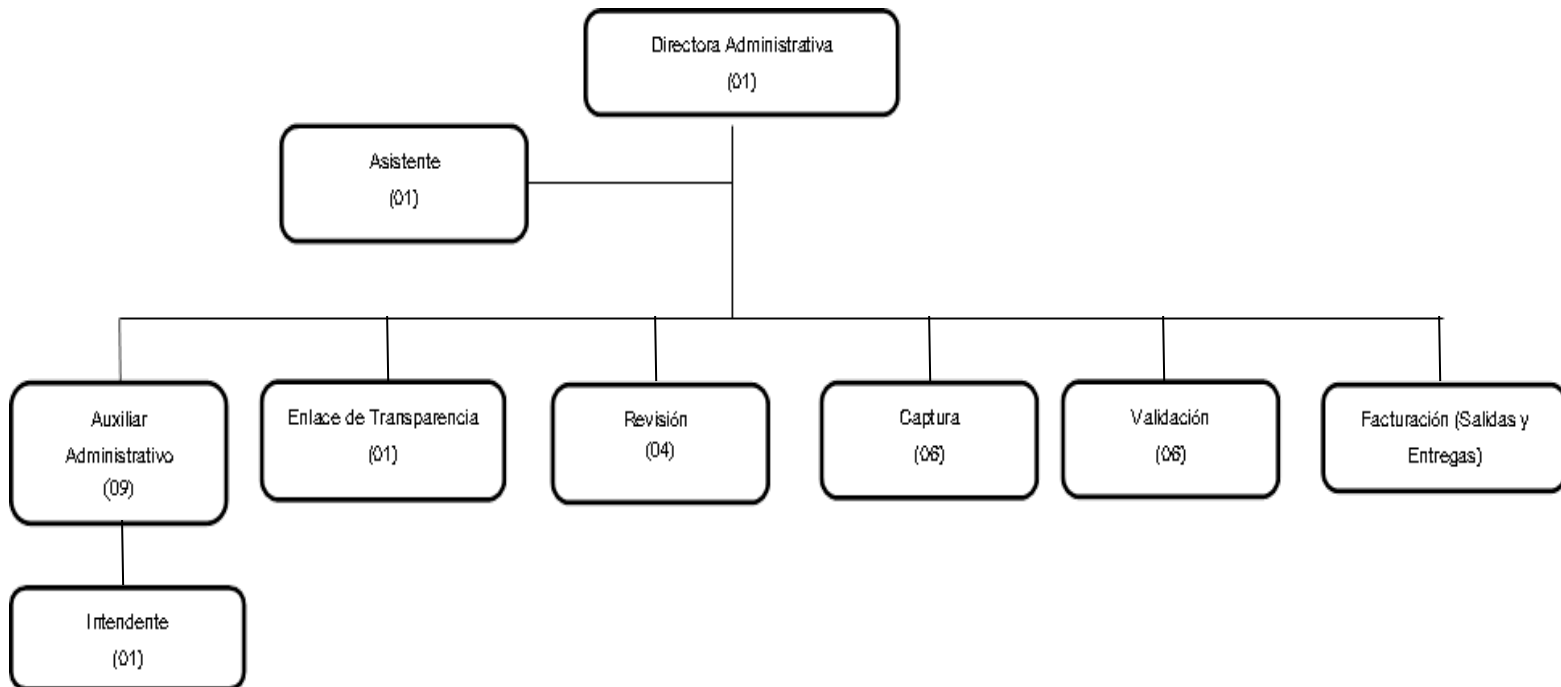 Directora Administrativa
(01)
Asistente
(01)
Auxiliar
Administrativo
(09)
Enlace de Transparencia
(01)
Revisión
(04)
Captura
(06)
Validación
(06)
Facturación (Salidas y
Entregas)
Intendente
(01)